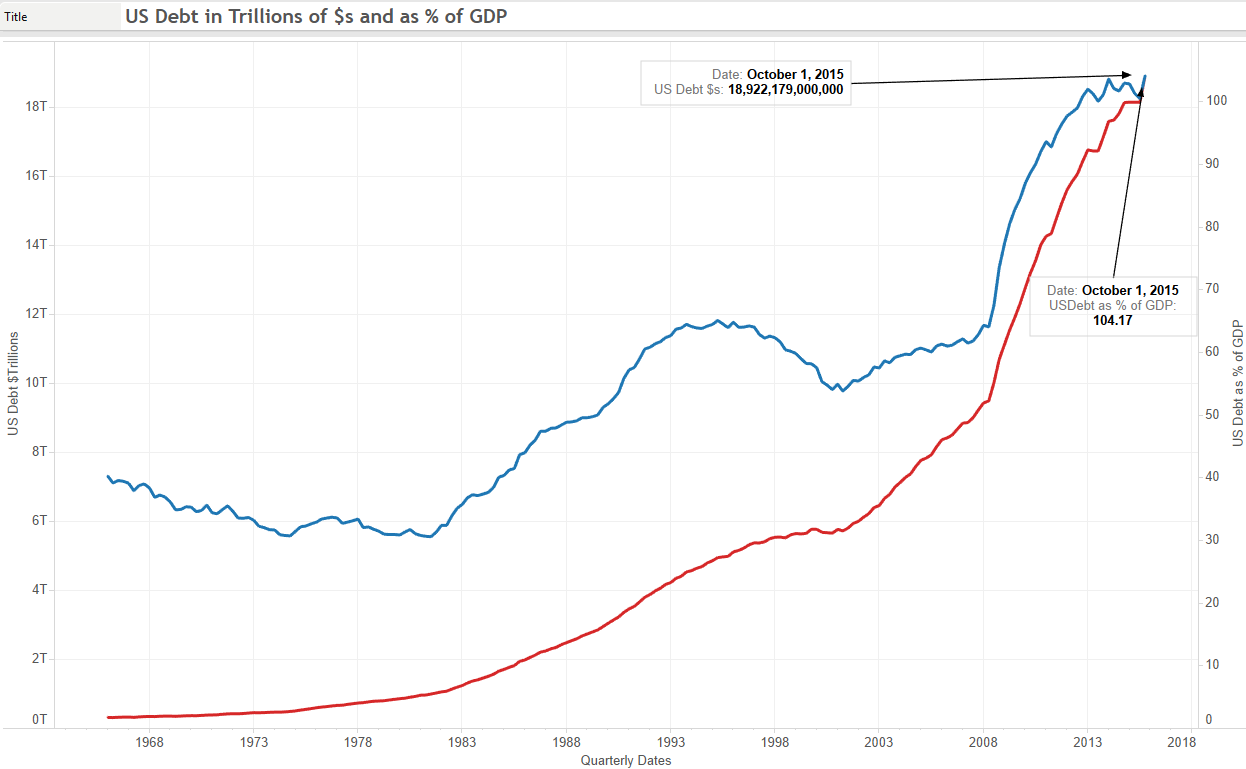 Title
US Debt in Trillions of $s and as % of GDP
Date: October 1, 2015
US Debt $s: 18,922,179,000,000
18T
16T
14T
12T
10T
8T
6T
4T
2T
0T
US Debt $Trillions
100
90
80
70
60
50
40
30
20
10
0
US Debt as % of GDP
Date: October 1, 2015
USDebt as % of GDP:
104.17
1968
1973
1978
1983
1988
1993
1998
2003
2008
2013
2018
Quarterly Dates